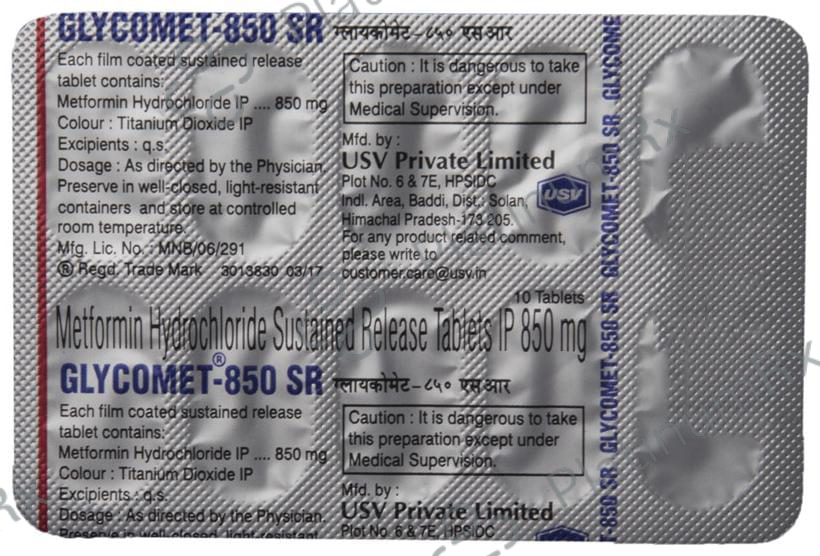 GLYCOMET-850 SR ग्लायकोमेट-८५० एस आर
Each film coated sustained release
tablet contains:
Metformin Hydrochloride IP .... 850 mg
Colour : Titanium Dioxide IP
Excipients : q.s.
Dosage : As directed by the Physician.
Preserve in well-closed, light-resistant
containers and store at controlled
room temperature.
Mfg. Lic. No. : MNB/06/291
® Regd. Trade Mark 3013830 03/17
Caution : It is dangerous to take
this preparation except under
Medical Supervision.
Mfd. by :
USV Private Limited
Plot No. 6 & 7E, HPSIDC
Indl. Area, Baddi, Dist.: Solan,
Himachal Pradesh-173 205.
For any product related comment,
please write to
customer.care@usv.in
USV
10 Tablets
Metformin Hydrochloride Sustained Release Tablets IP 850 mg
GLYCOMET®-850 SR ग्लायकोमेट-८५० एस आर
Each film coated sustained release
tablet contains:
Metformin Hydrochloride IP .... 850 mg
Colour : Titanium Dioxide IP
Excipients : q.s.
Dosage : As directed by the Physician.
Preserve in well-closed, light-resistant
Caution : It is dangerous to take
this preparation except under
Medical Supervision.
Mfd. by :
USV Private Limited
Plot No. 6 & 7E, HPSIDC
T-850 SR GLYCOMET-850 SR GLYCOMET-850 SR GLYCOME